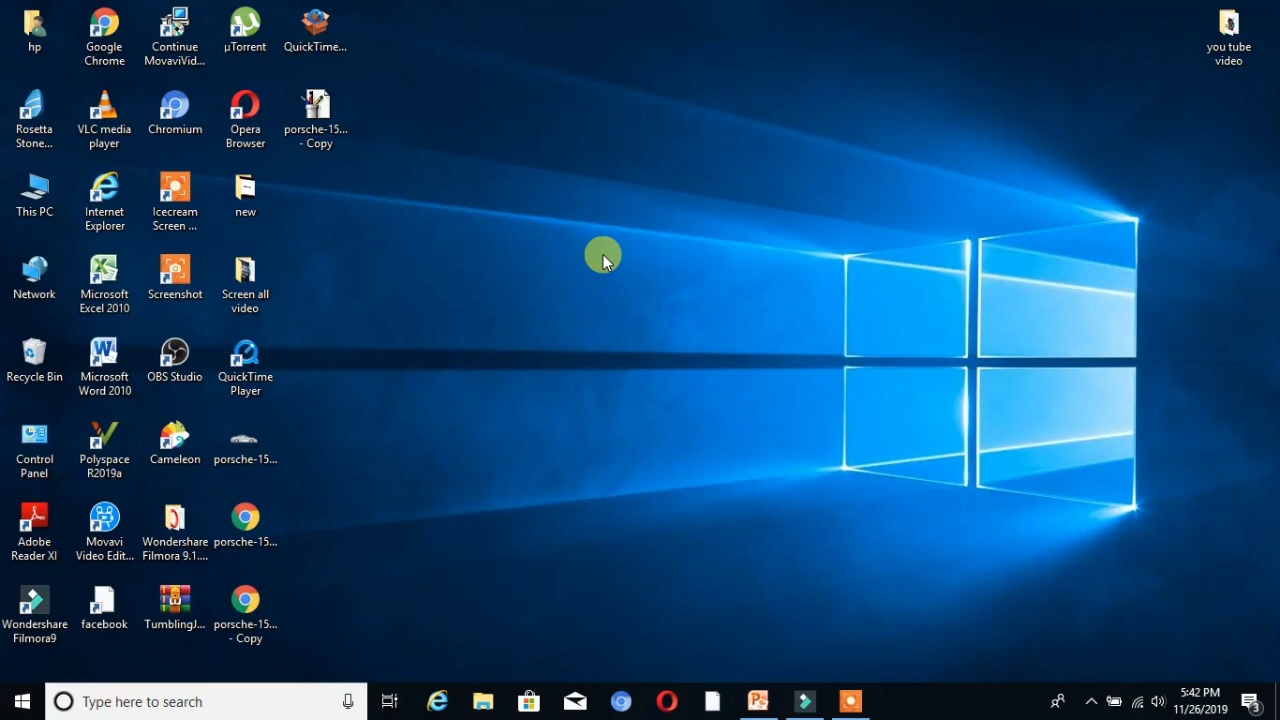 hp
Google
Chrome
Continue
MovaviVid...
µTorrent
QuickTime...
you tube
video
Rosetta
Stone...
VLC media
player
Chromium
Opera
Browser
porsche-15...
- Copy
This PC
Internet
Explorer
Icecream
Screen ...
new
Network
Microsoft
Excel 2010
Screenshot
Screen all
video
Recycle Bin
Microsoft
Word 2010
OBS Studio
QuickTime
Player
Control
Panel
Polyspace
R2019a
Cameleon
porsche-15...
Adobe
Reader XI
Movavi
Video Edit...
Wondershare
Filmora 9.1....
porsche-15...
Wondershare
Filmora9
facebook
TumblingJ...
porsche-15...
- Copy
Type here to search
5:42 PM
11/26/2019
3